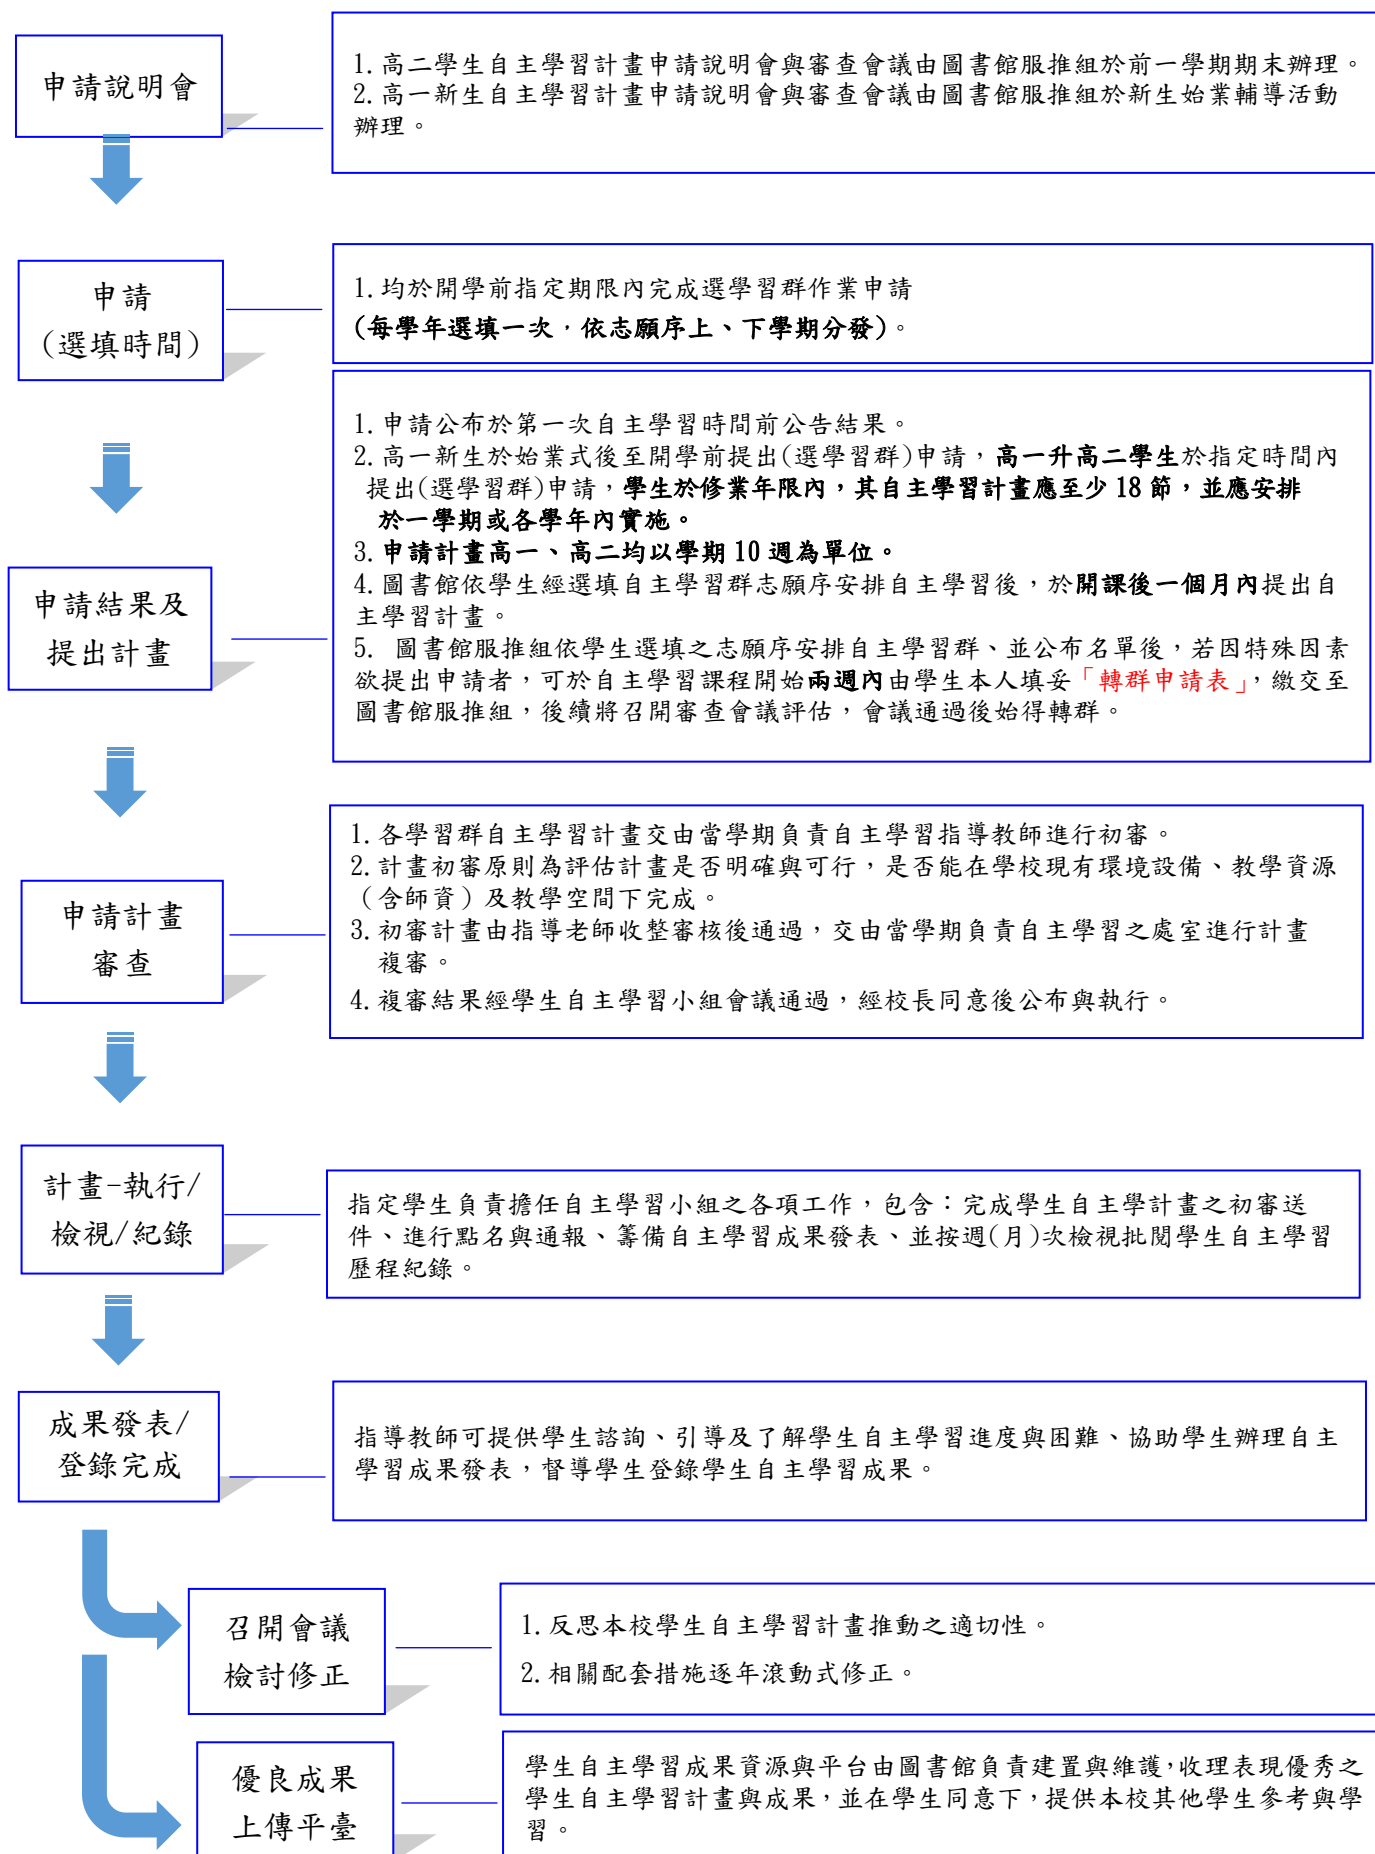 申請說明會
1.高二學生自主學習計畫申請說明會與審查會議由圖書館服推組於前一學期期末辦理。
2.高一新生自主學習計畫申請說明會與審查會議由圖書館服推組於新生始業輔導活動
辦理。
申請
(選填時間)
1.均於開學前指定期限內完成選學習群作業申請
(每學年選填一次，依志願序上、下學期分發)。
申請結果及
提出計畫
1.申請公布於第一次自主學習時間前公告結果。
2.高一新生於始業式後至開學前提出(選學習群)申請，高一升高二學生於指定時間內
提出(選學習群)申請，學生於修業年限內，其自主學習計畫應至少18節，並應安排
於一學期或各學年內實施。
3.申請計畫高一、高二均以學期10週為單位。
4.圖書館依學生經選填自主學習群志願序安排自主學習後，於開課後一個月內提出自
主學習計畫。
5. 圖書館服推組依學生選填之志願序安排自主學習群、並公布名單後，若因特殊因素
欲提出申請者，可於自主學習課程開始兩週內由學生本人填妥「轉群申請表」，繳交至
圖書館服推組，後續將召開審查會議評估，會議通過後始得轉群。
申請計畫
審查
1.各學習群自主學習計畫交由當學期負責自主學習指導教師進行初審。
2.計畫初審原則為評估計畫是否明確與可行，是否能在學校現有環境設備、教學資源
（含師資）及教學空間下完成。
3.初審計畫由指導老師收整審核後通過，交由當學期負責自主學習之處室進行計畫
複審。
4.複審結果經學生自主學習小組會議通過，經校長同意後公布與執行。
計畫-執行/
檢視/紀錄
指定學生負責擔任自主學習小組之各項工作，包含：完成學生自主學計畫之初審送
件、進行點名與通報、籌備自主學習成果發表、並按週(月)次檢視批閱學生自主學習
歷程紀錄。
成果發表/
登錄完成
指導教師可提供學生諮詢、引導及了解學生自主學習進度與困難、協助學生辦理自主
學習成果發表，督導學生登錄學生自主學習成果。
召開會議
檢討修正
1.反思本校學生自主學習計畫推動之適切性。
2.相關配套措施逐年滾動式修正。
優良成果
上傳平臺
學生自主學習成果資源與平台由圖書館負責建置與維護，收理表現優秀之
學生自主學習計畫與成果，並在學生同意下，提供本校其他學生參考與學
習。